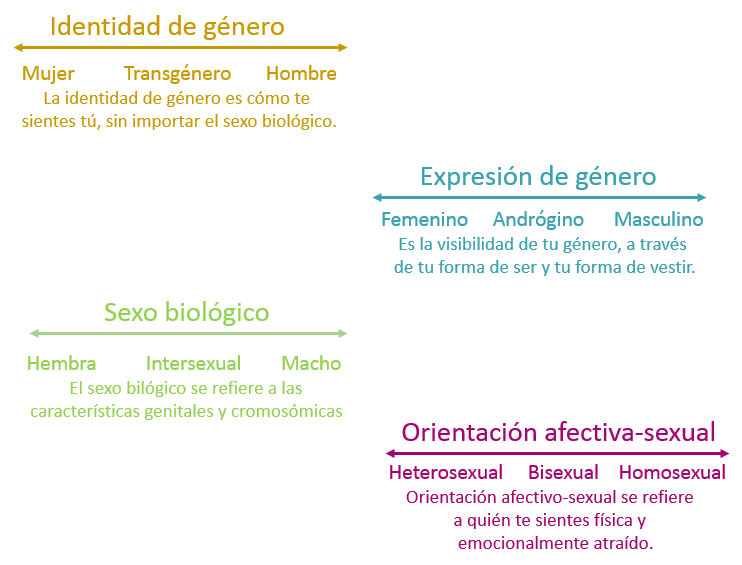 Identidad de género
Mujer Transgénero Hombre
La identidad de género es cómo te
sientes tú, sin importar el sexo biológico.
Expresión de género
Femenino Andrógino Masculino
Es la visibilidad de tu género, a través
de tu forma de ser y tu forma de vestir.
Sexo biológico
Hembra Intersexual Macho
El sexo bilógico se refiere a las
características genitales y cromosómicas
Orientación afectiva-sexual
Heterosexual Bisexual Homosexual
Orientación afectivo-sexual se refiere
a quién te sientes física y
emocionalmente atraído.